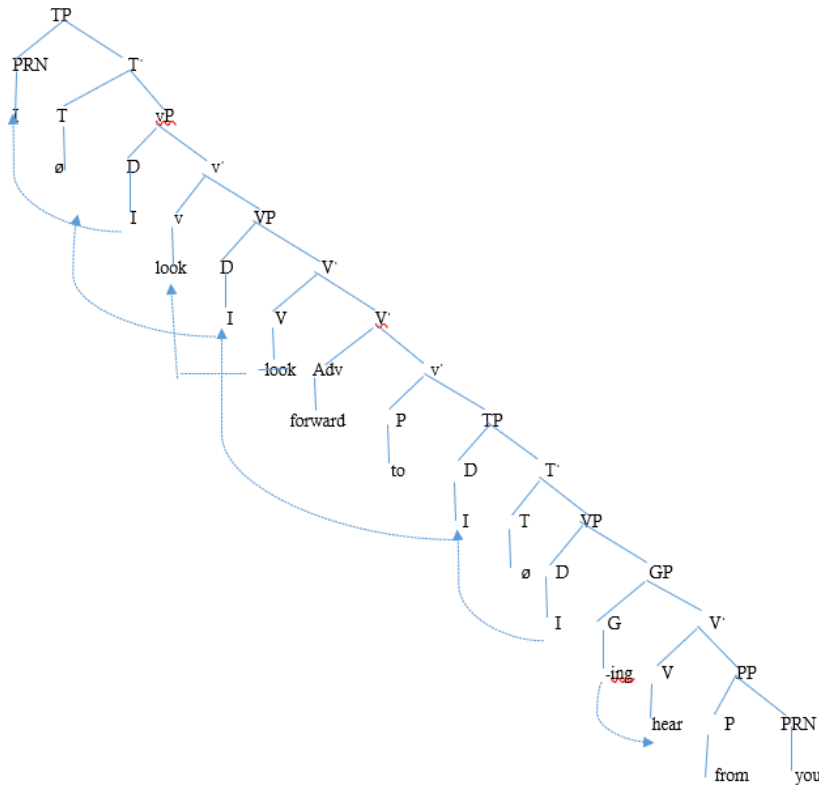 TP
PRN T'
I T vP
ø D v'
I v VP
look D V'
I V V'
look Adv v'
forward P TP
to D T'
I T VP
ø D GP
I G V'
-ing V PP
hear P PRN
from you